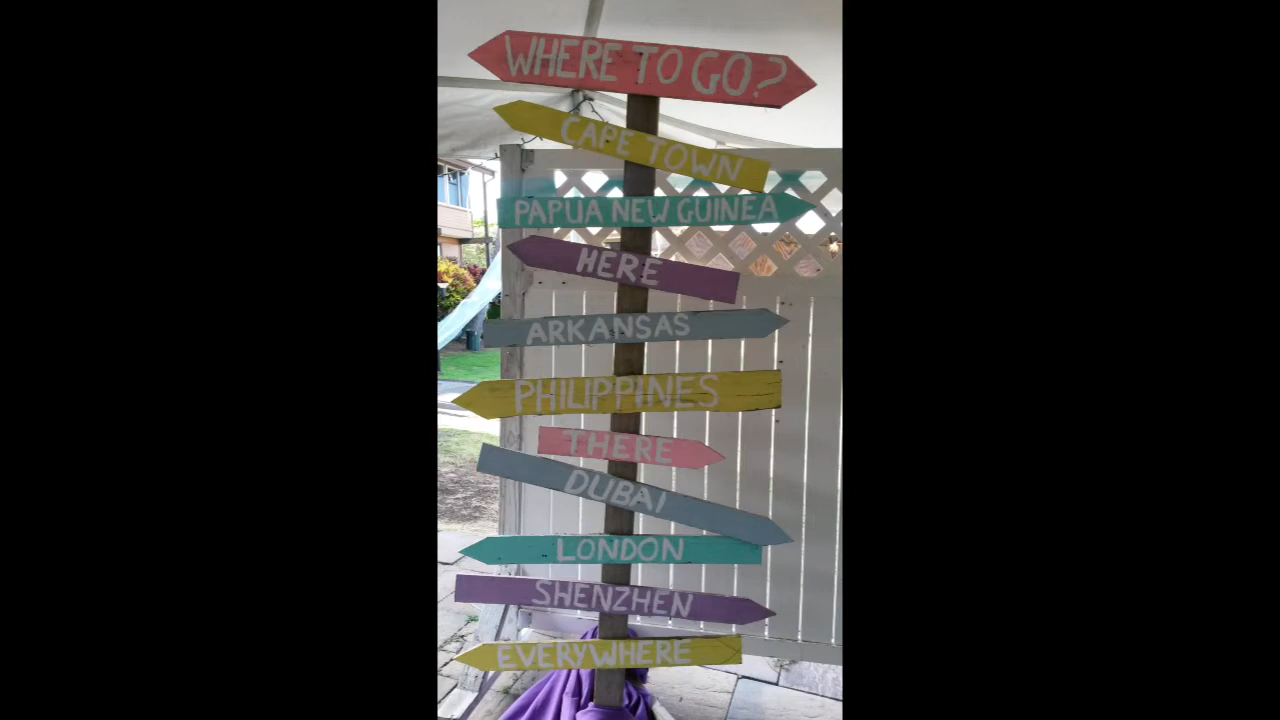 WHERE TO GO?
CAPE TOWN
PAPUA NEW GUINEA
HERE
ARKANSAS
PHILIPPINES
THERE
DUBAI
LONDON
SHENZHEN
EVERYWHERE